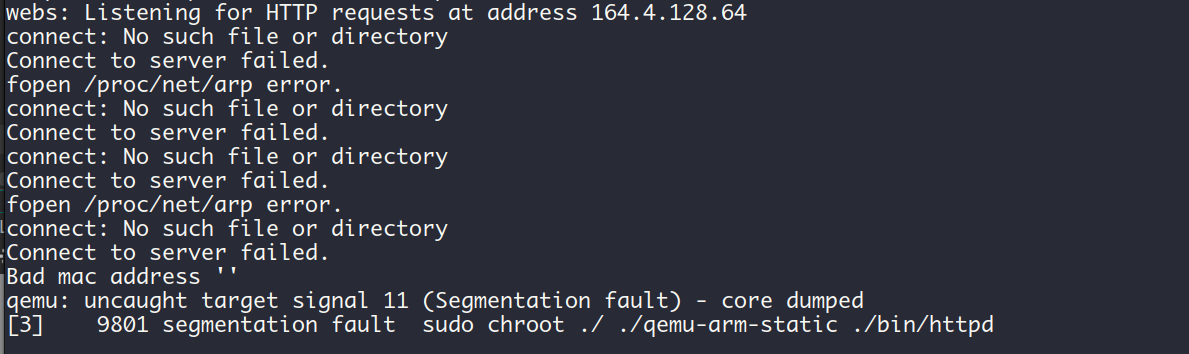 webs: Listening for HTTP requests at address 164.4.128.64
connect: No such file or directory
Connect to server failed.
fopen /proc/net/arp error.
connect: No such file or directory
Connect to server failed.
connect: No such file or directory
Connect to server failed.
fopen /proc/net/arp error.
connect: No such file or directory
Connect to server failed.
Bad mac address ''
qemu: uncaught target signal 11 (Segmentation fault) - core dumped
[3]    9801 segmentation fault  sudo chroot ./ ./qemu-arm-static ./bin/httpd